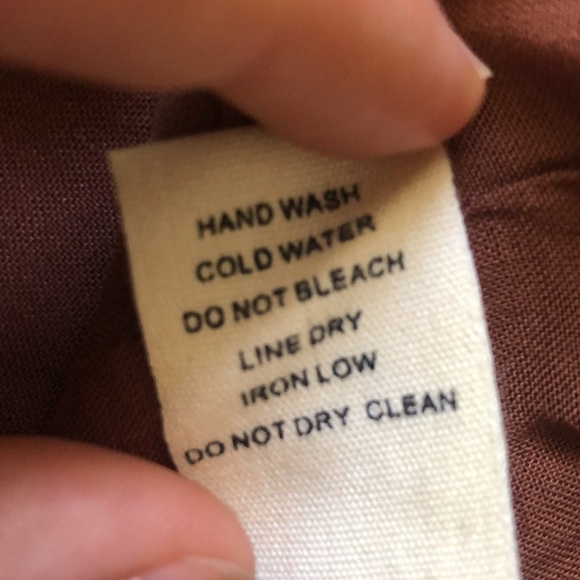 HAND WASH
COLD WATER
DO NOT BLEACH
LINE DRY
IRON LOW
DO NOT DRY CLEAN